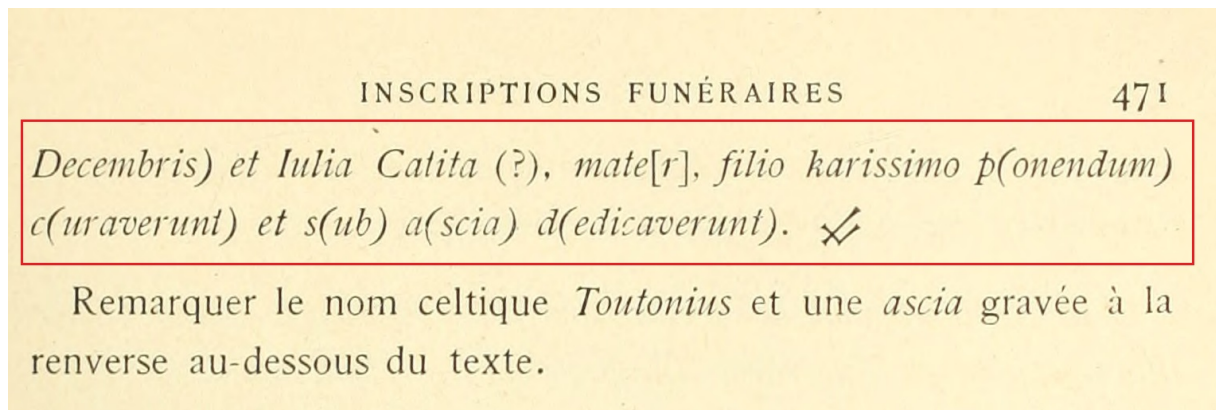 INSCRIPTIONS FUNÉRAIRES 471
Decembris) et Iulia Catita (?), mate[r], filio karissimo p(onendum)
c(uraverunt) et s(ub) a(scia) d(edicaverunt).
Remarquer le nom celtique Toutonius et une ascia gravée à la
renverse au-dessous du texte.